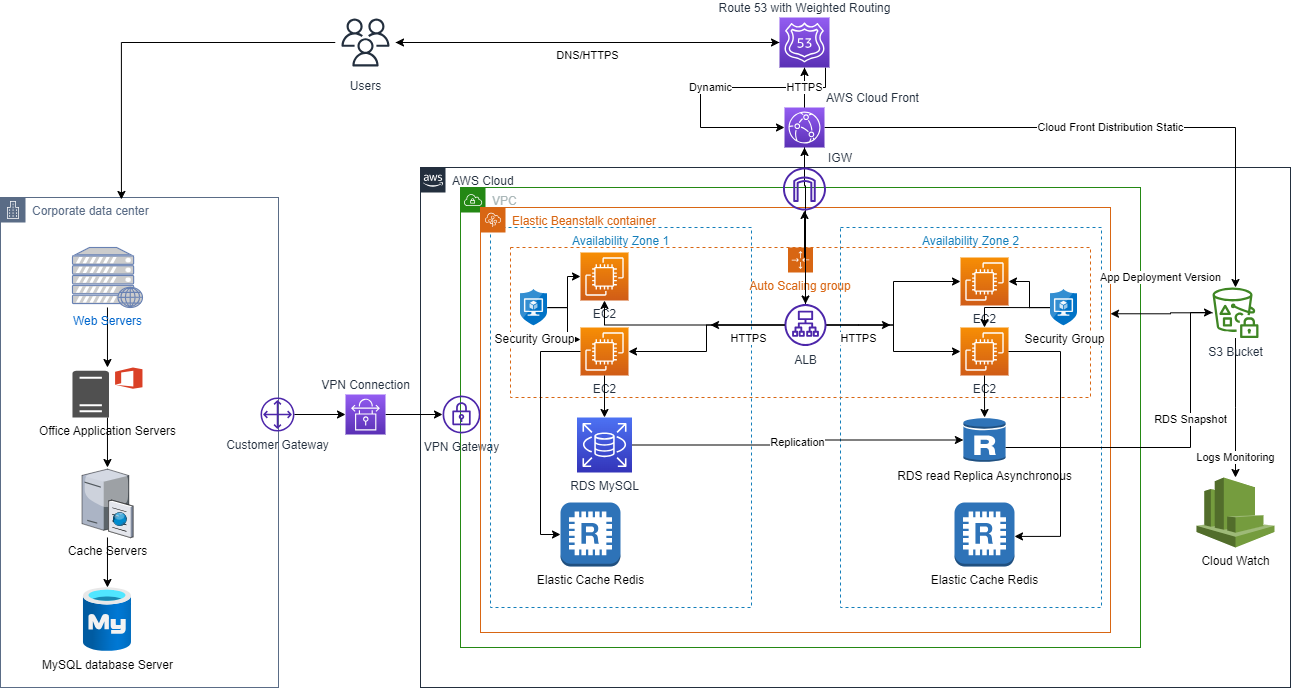 Route 53 with Weighted Routing
53
DNS/HTTPS
Users
Dynamic
HTTPS
AWS Cloud Front
Cloud Front Distribution Static
IGW
aws
AWS Cloud
VPC
Corporate data center
Elastic Beanstalk container
Availability Zone 1
Availability Zone 2
Auto Scaling group
App Deployment Version
Web Servers
EC2
EC2
Security Group
Security Group
HTTPS
HTTPS
ALB
S3 Bucket
VPN Connection
EC2
EC2
Office Application Servers
Customer Gateway
VPN Gateway
RDS Snapshot
Replication
R
Logs Monitoring
RDS MySQL
RDS read Replica Asynchronous
R
R
Cache Servers
Cloud Watch
Elastic Cache Redis
Elastic Cache Redis
My
MySQL database Server